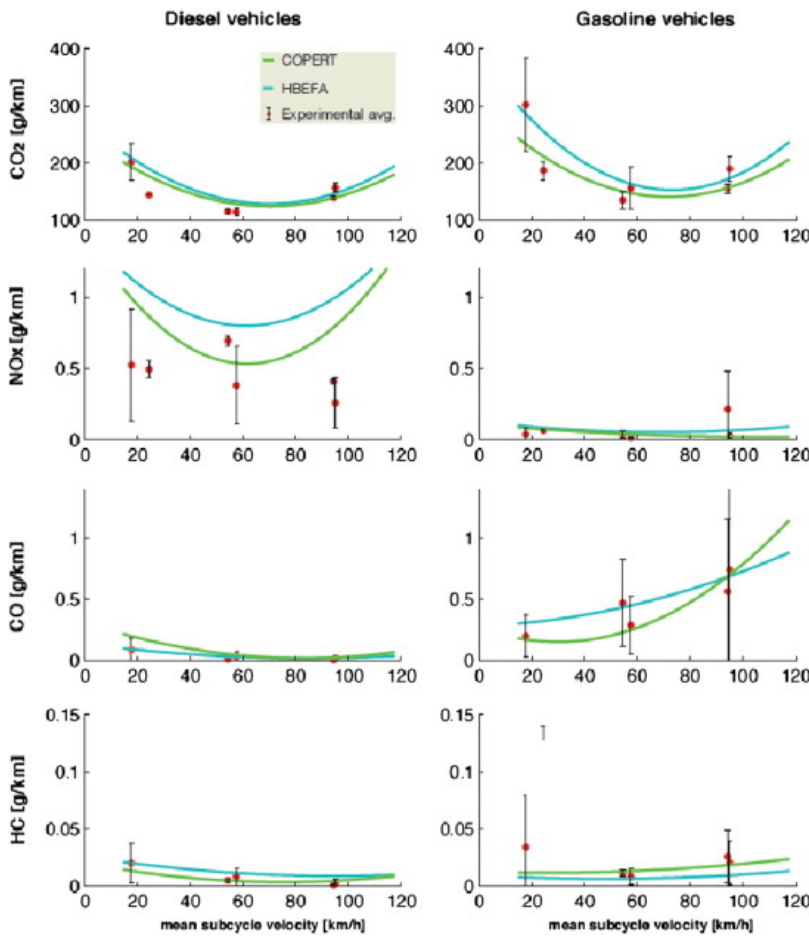 Diesel vehicles
Gasoline vehicles
CO₂ [g/km]
400
300
200
100
COPERT
HBEFA
Experimental avg.
0 20 40 60 80 100 120
400
300
200
100
0 20 40 60 80 100 120
NOx [g/km]
1
0.5
0
0 20 40 60 80 100 120
1
0.5
0
0 20 40 60 80 100 120
CO [g/km]
1
0.5
0
0 20 40 60 80 100 120
1
0.5
0
0 20 40 60 80 100 120
HC [g/km]
0.15
0.1
0.05
0
0 20 40 60 80 100 120
mean subcycle velocity [km/h]
0.15
0.1
0.05
0
0 20 40 60 80 100 120
mean subcycle velocity [km/h]